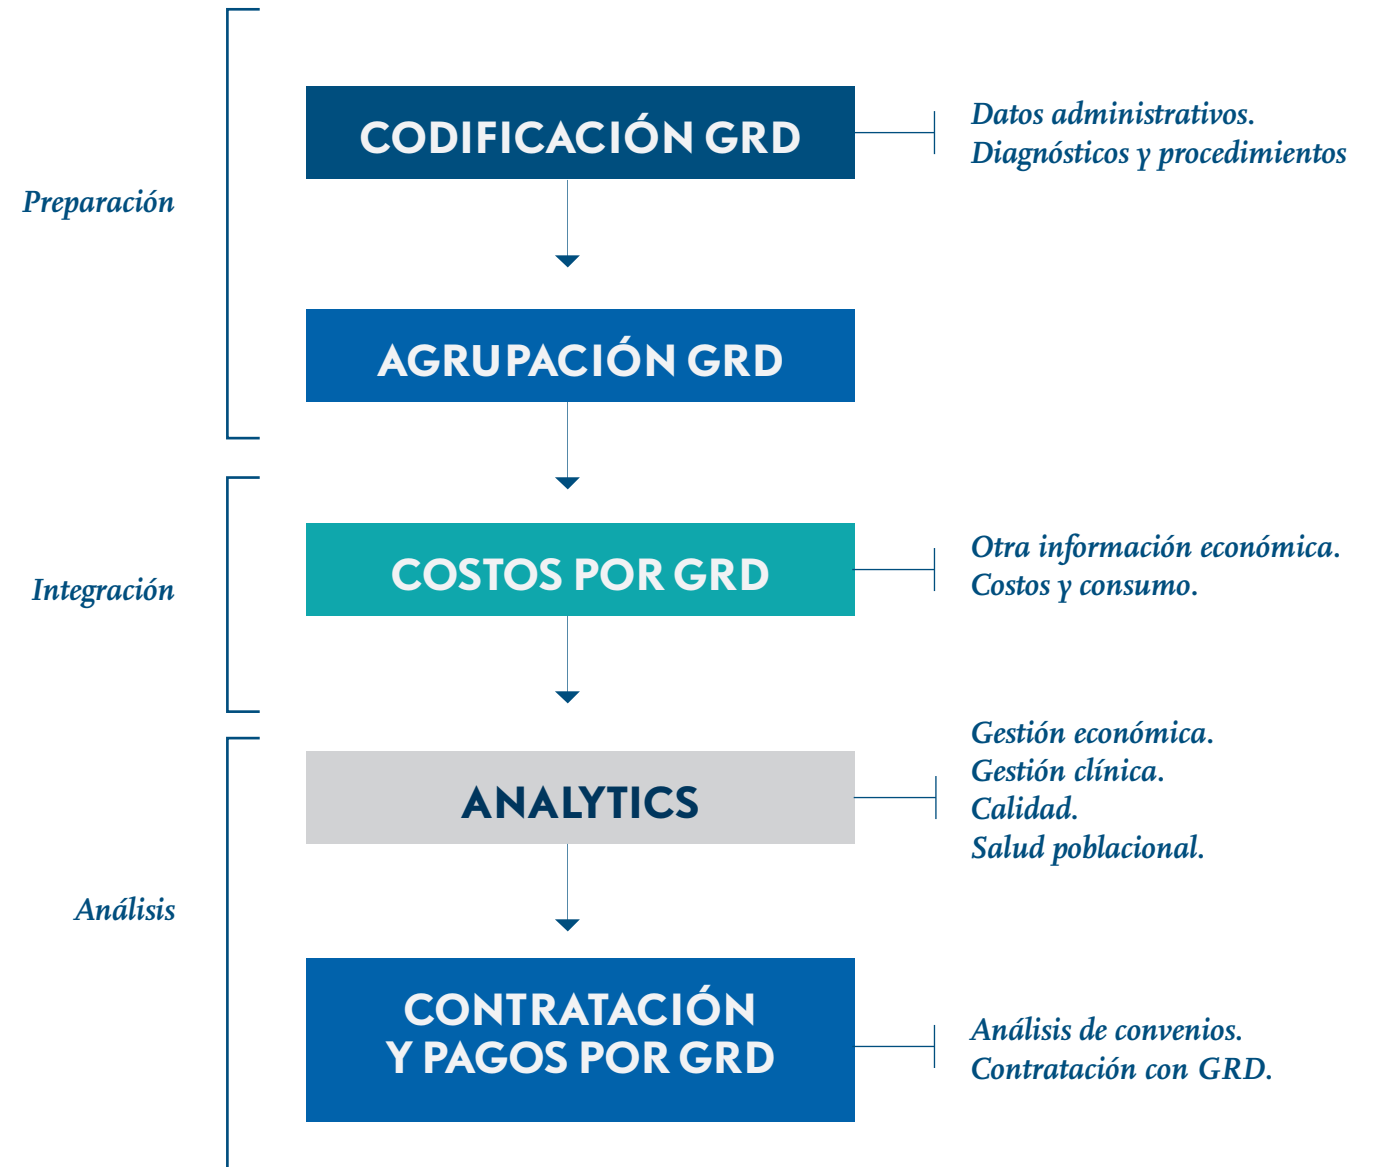 Preparación
CODIFICACIÓN GRD
Datos administrativos.
Diagnósticos y procedimientos
AGRUPACIÓN GRD
Integración
COSTOS POR GRD
Otra información económica.
Costos y consumo.
Análisis
ANALYTICS
Gestión económica.
Gestión clínica.
Calidad.
Salud poblacional.
CONTRATACIÓN
Y PAGOS POR GRD
Análisis de convenios.
Contratación con GRD.